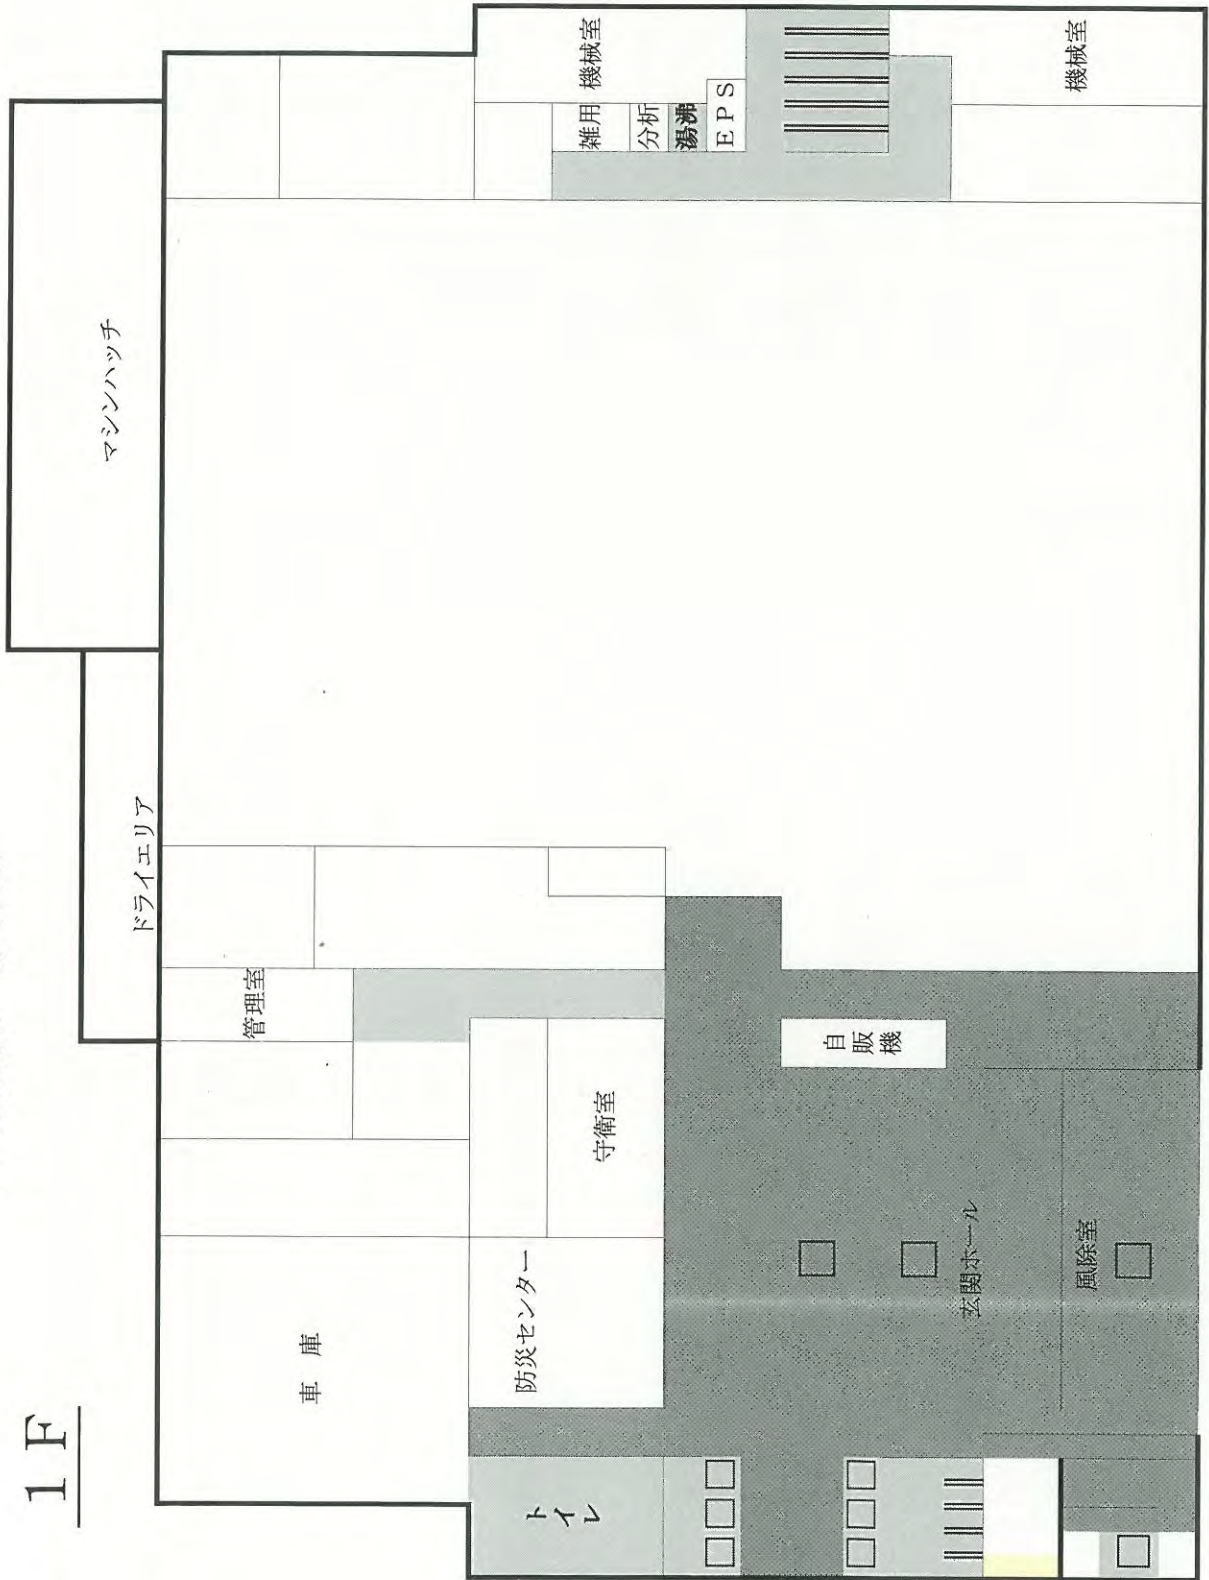 1F
マシンハッチ
ドライエリア
機械室
雑用
分析
湯沸
EPS
機械室
管理室
守衛室
自販機
車庫
防災センター
玄関ホール
風除室
トイレ